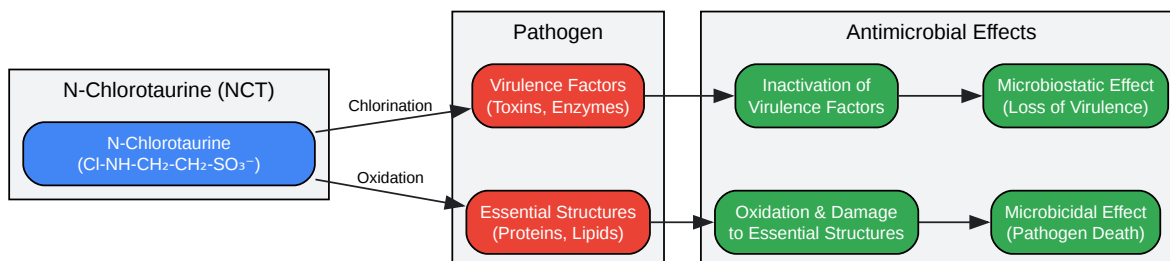 Pathogen
Antimicrobial Effects
N-Chlorotaurine (NCT)
Chlorination
Virulence Factors
(Toxins, Enzymes)
Inactivation of
Virulence Factors
Microbiostatic Effect
(Loss of Virulence)
N-Chlorotaurine
(Cl-NH-CH₂-CH₂-SO₃⁻)
Oxidation
Essential Structures
(Proteins, Lipids)
Oxidation & Damage
to Essential Structures
Microbicidal Effect
(Pathogen Death)